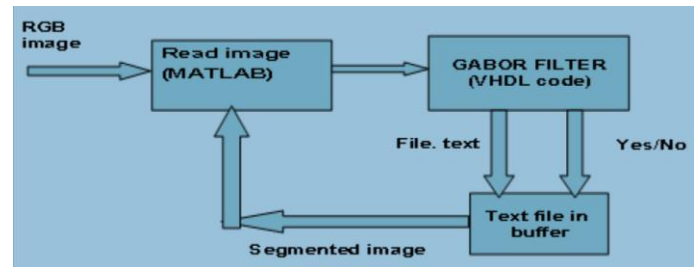 RGB
image
Read image
(MATLAB)
GABOR FILTER
(VHDL code)
File. text
Yes/No
Text file in
buffer
Segmented image